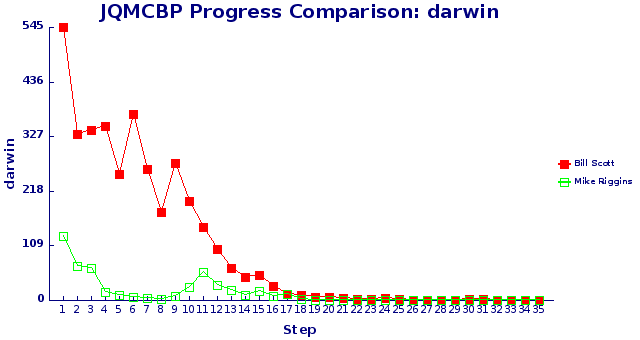 JQMCBP Progress Comparison: darwin
545
436
327
218
109
0
darwin
1 2 3 4 5 6 7 8 9 10 11 12 13 14 15 16 17 18 19 20 21 22 23 24 25 26 27 28 29 30 31 32 33 34 35
Step
Bill Scott
Mike Riggins